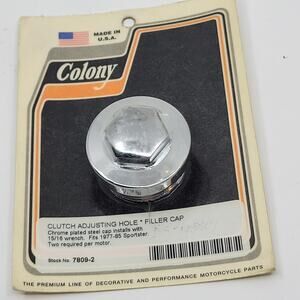 MADE IN
U.S.A.
Colony
CLUTCH ADJUSTING HOLE * FILLER CAP
Chrome plated steel cap installs with
15/16 wrench. Fits 1977-85 Sportster.
Two required per motor.
Stock No. 7809-2
THE PREMIUM LINE OF DECORATIVE AND PERFORMANCE MOTORCYCLE PARTS